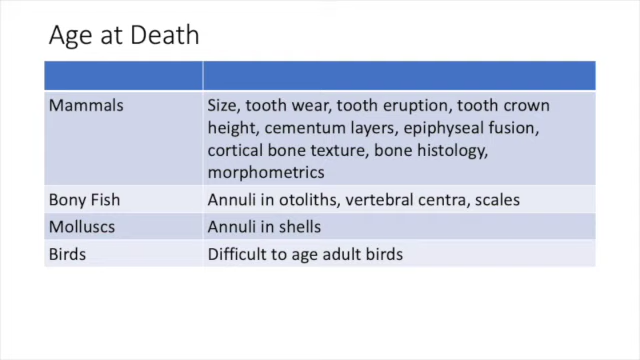 Age at Death
Mammals
Size, tooth wear, tooth eruption, tooth crown
height, cementum layers, epiphyseal fusion,
cortical bone texture, bone histology,
morphometrics
Bony Fish
Annuli in otoliths, vertebral centra, scales
Molluscs
Annuli in shells
Birds
Difficult to age adult birds